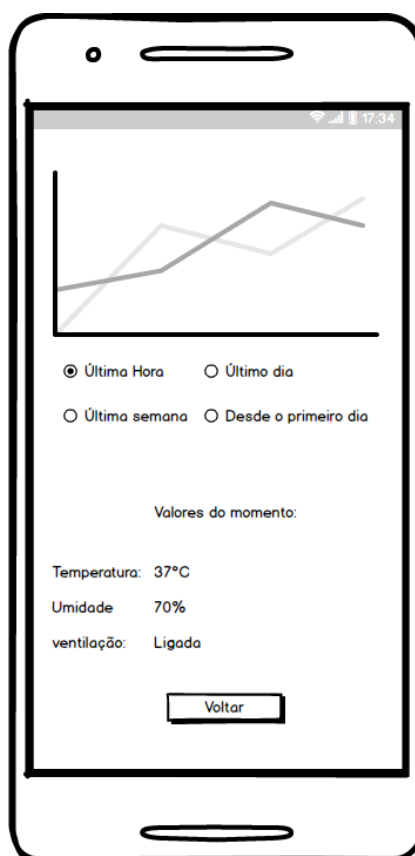 17:34
Última Hora Último dia
Última semana Desde o primeiro dia
Valores do momento:
Temperatura: 37°C
Umidade 70%
ventilação: Ligada
Voltar